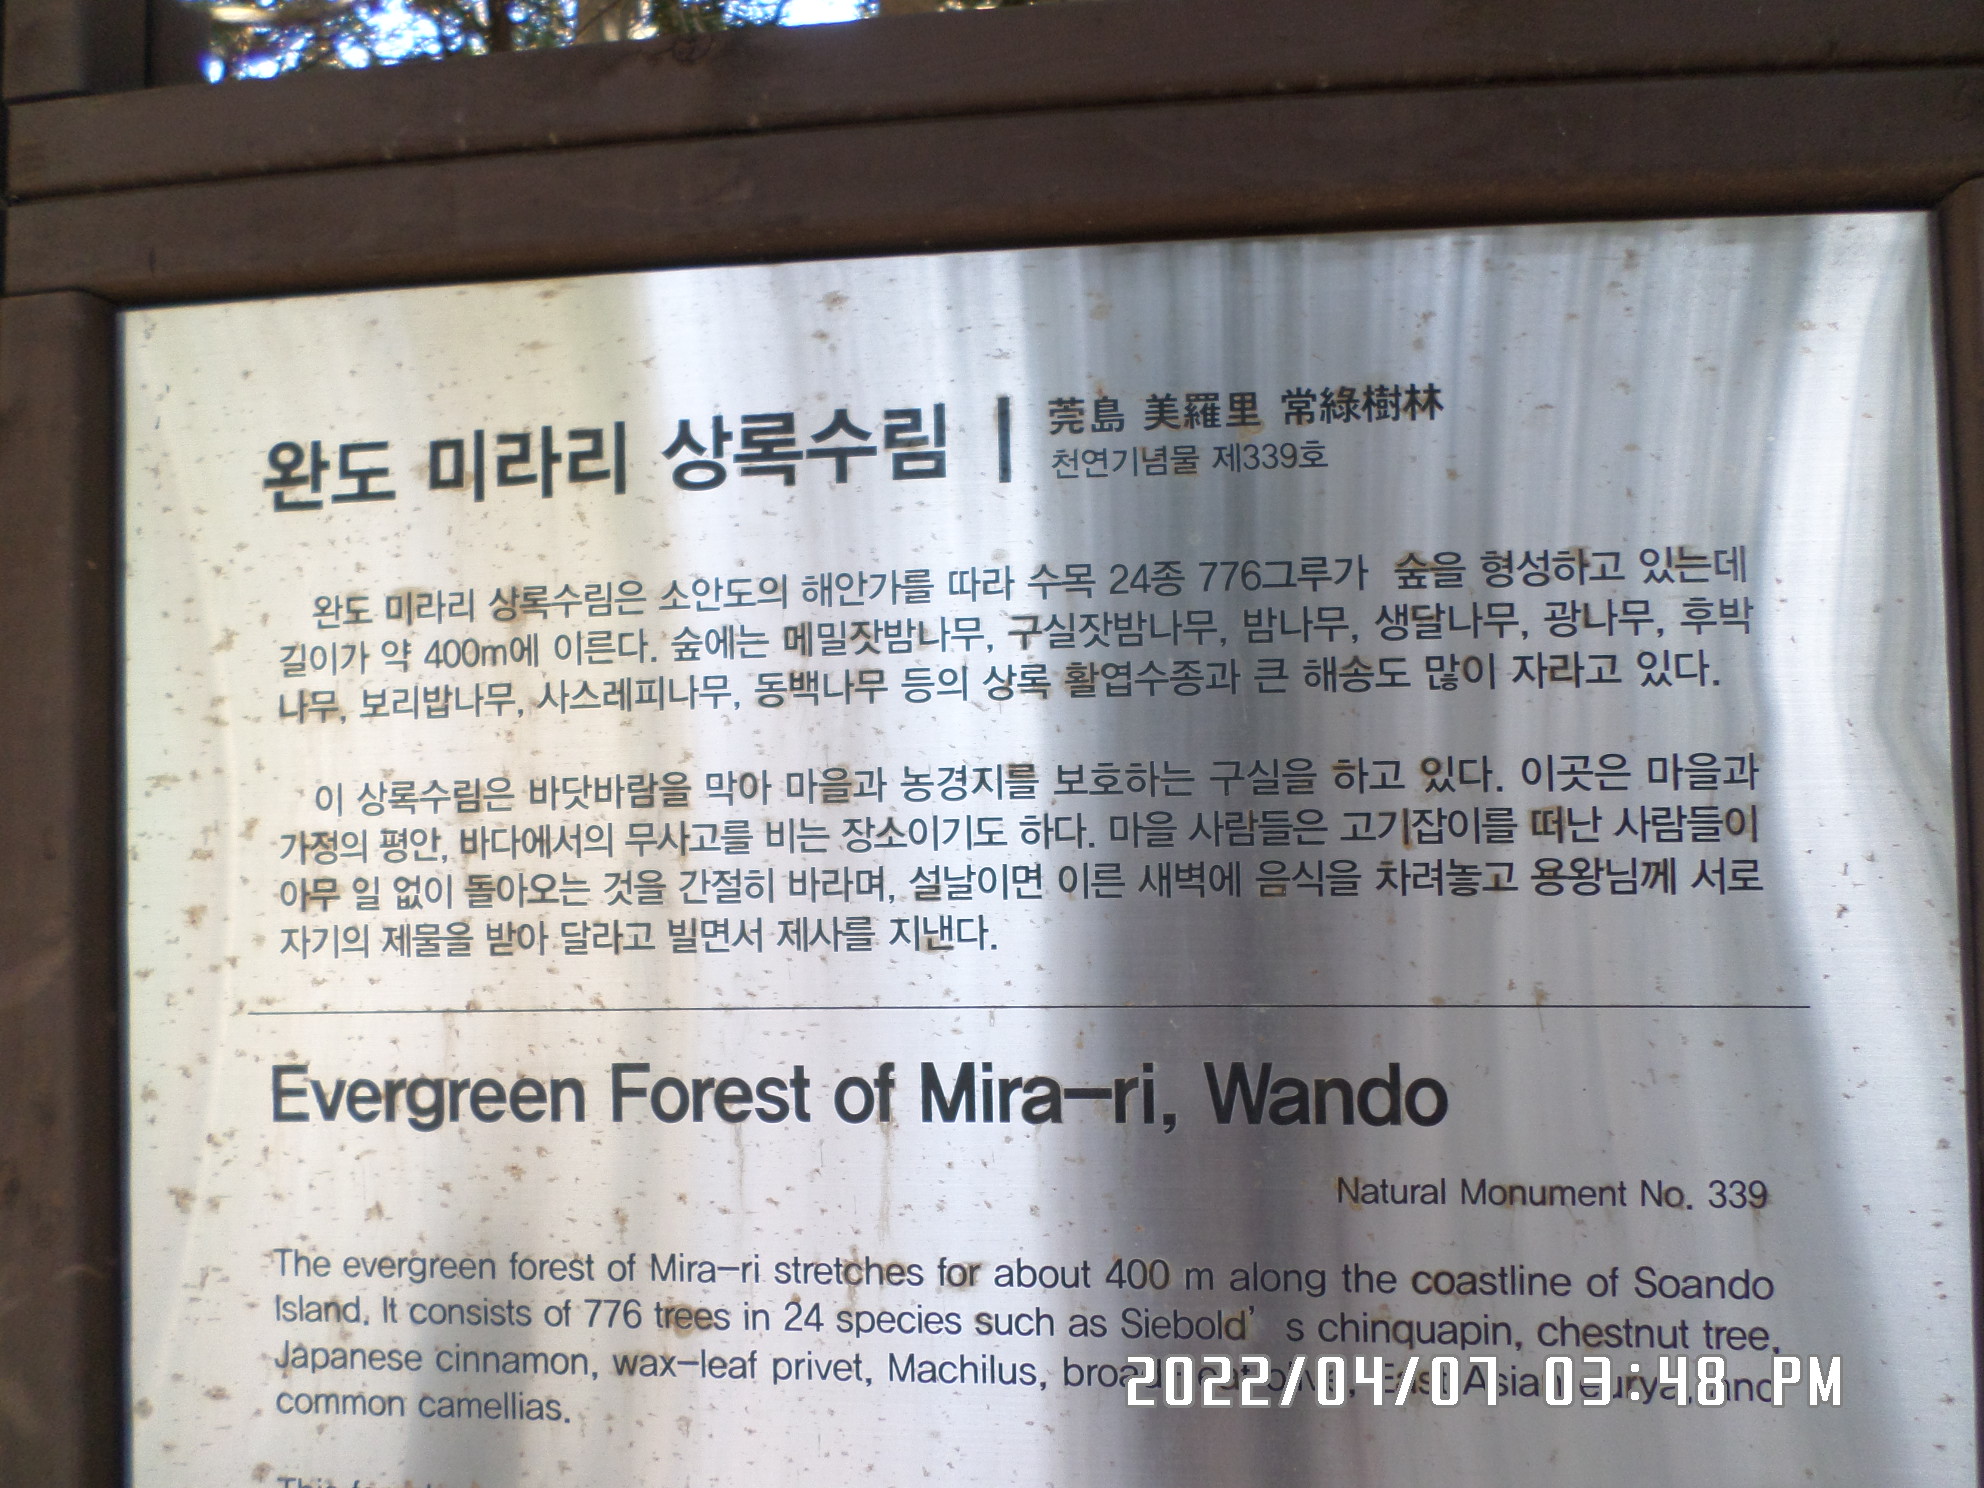 완도 미라리 상록수림 | 莞島 美羅里 常綠樹林
천연기념물 제339호
완도 미라리 상록수림은 소안도의 해안가를 따라 수목 24종 776그루가 숲을 형성하고 있는데
길이가 약 400m에 이른다. 숲에는 메밀잣밤나무, 구실잣밤나무, 밤나무, 생달나무, 광나무, 후박
나무, 보리밥나무, 사스레피나무, 동백나무 등의 상록 활엽수종과 큰 해송도 많이 자라고 있다.
이 상록수림은 바닷바람을 막아 마을과 농경지를 보호하는 구실을 하고 있다. 이곳은 마을과
가정의 평안, 바다에서의 무사고를 비는 장소이기도 하다. 마을 사람들은 고기잡이를 떠난 사람들이
아무 일 없이 돌아오는 것을 간절히 바라며, 설날이면 이른 새벽에 음식을 차려놓고 용왕님께 서로
자기의 제물을 받아 달라고 빌면서 제사를 지낸다.
Evergreen Forest of Mira-ri, Wando
Natural Monument No. 339
The evergreen forest of Mira-ri stretches for about 400 m along the coastline of Soando
Island. It consists of 776 trees in 24 species such as Siebold's chinquapin, chestnut tree,
Japanese cinnamon, wax-leaf privet, Machilus, East Asian eurya, and
common camellias.
2022/04/07 03:48 PM